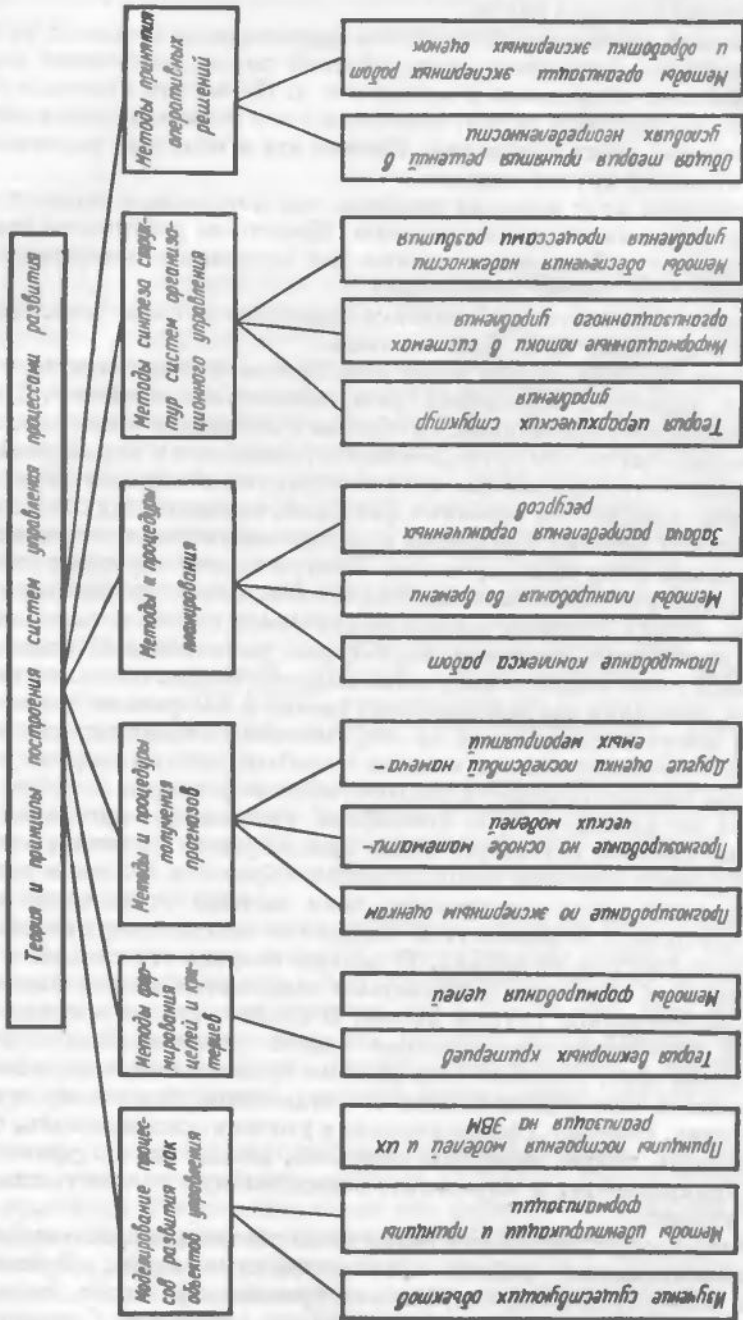 Теория и принципы построения систем управления процессами развития
Моделирование процес-
сов развития как
объектов управления
Методы фор-
мирования
целей и кри-
териев
Методы и процедуры
получения
прогнозов
Методы и процедуры
планирования
Методы синтеза струк-
тур систем организа-
ционного управления
Методы принятия
оперативных
решений
Изучение существующих объектов
Методы идентификации и принципы
формализации
Принципы построения моделей и их
реализация на ЭВМ
Теория векторных критериев
Методы формирования целей
Прогнозирование по экспертным оценкам
Прогнозирование на основе математи-
ческих моделей
Другие оценки последствий намеча-
емых мероприятий
Планирование комплекса работ
Методы планирования во времени
Задача распределения ограниченных
ресурсов
Теория иерархических структур
управления
Информационные потоки в системах
организационного управления
Методы обеспечения надежности
управления процессами развития
Общая теория принятия решений в
условиях неопределенности
Методы организации экспертных работ
и обработки экспертных оценок